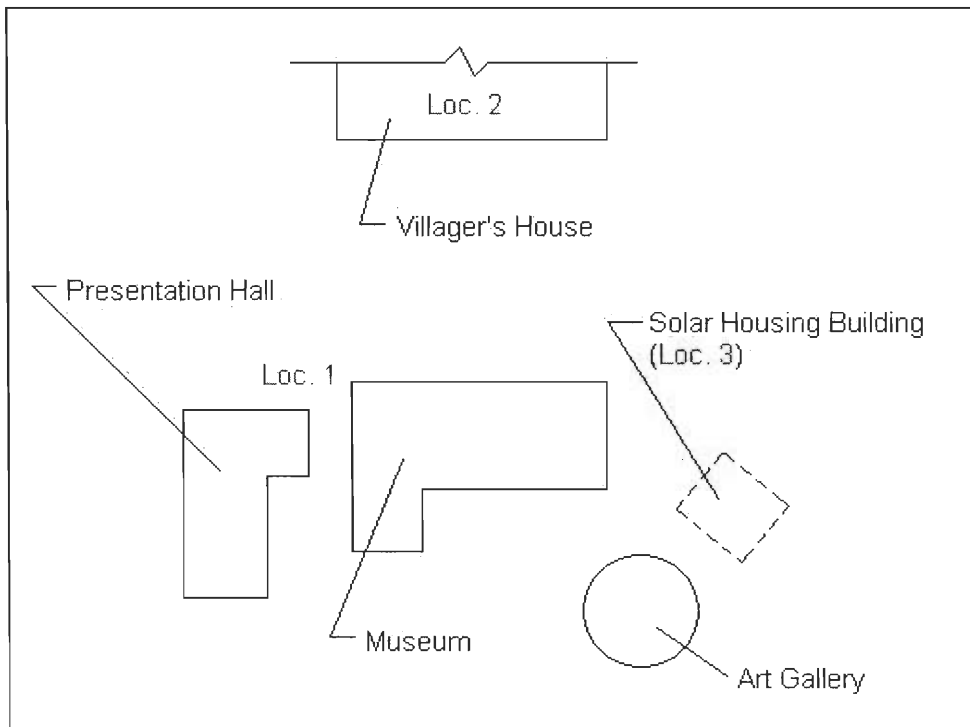 Loc. 2
Villager's House
Presentation Hall
Solar Housing Building
(Loc. 3)
Loc. 1
Museum
Art Gallery